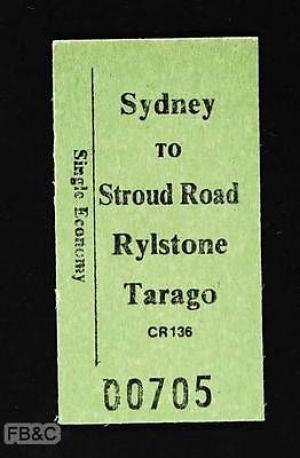 Sydney
TO
Stroud Road
Rylstone
Tarago
CR136
00705
Single Economy
FB&C